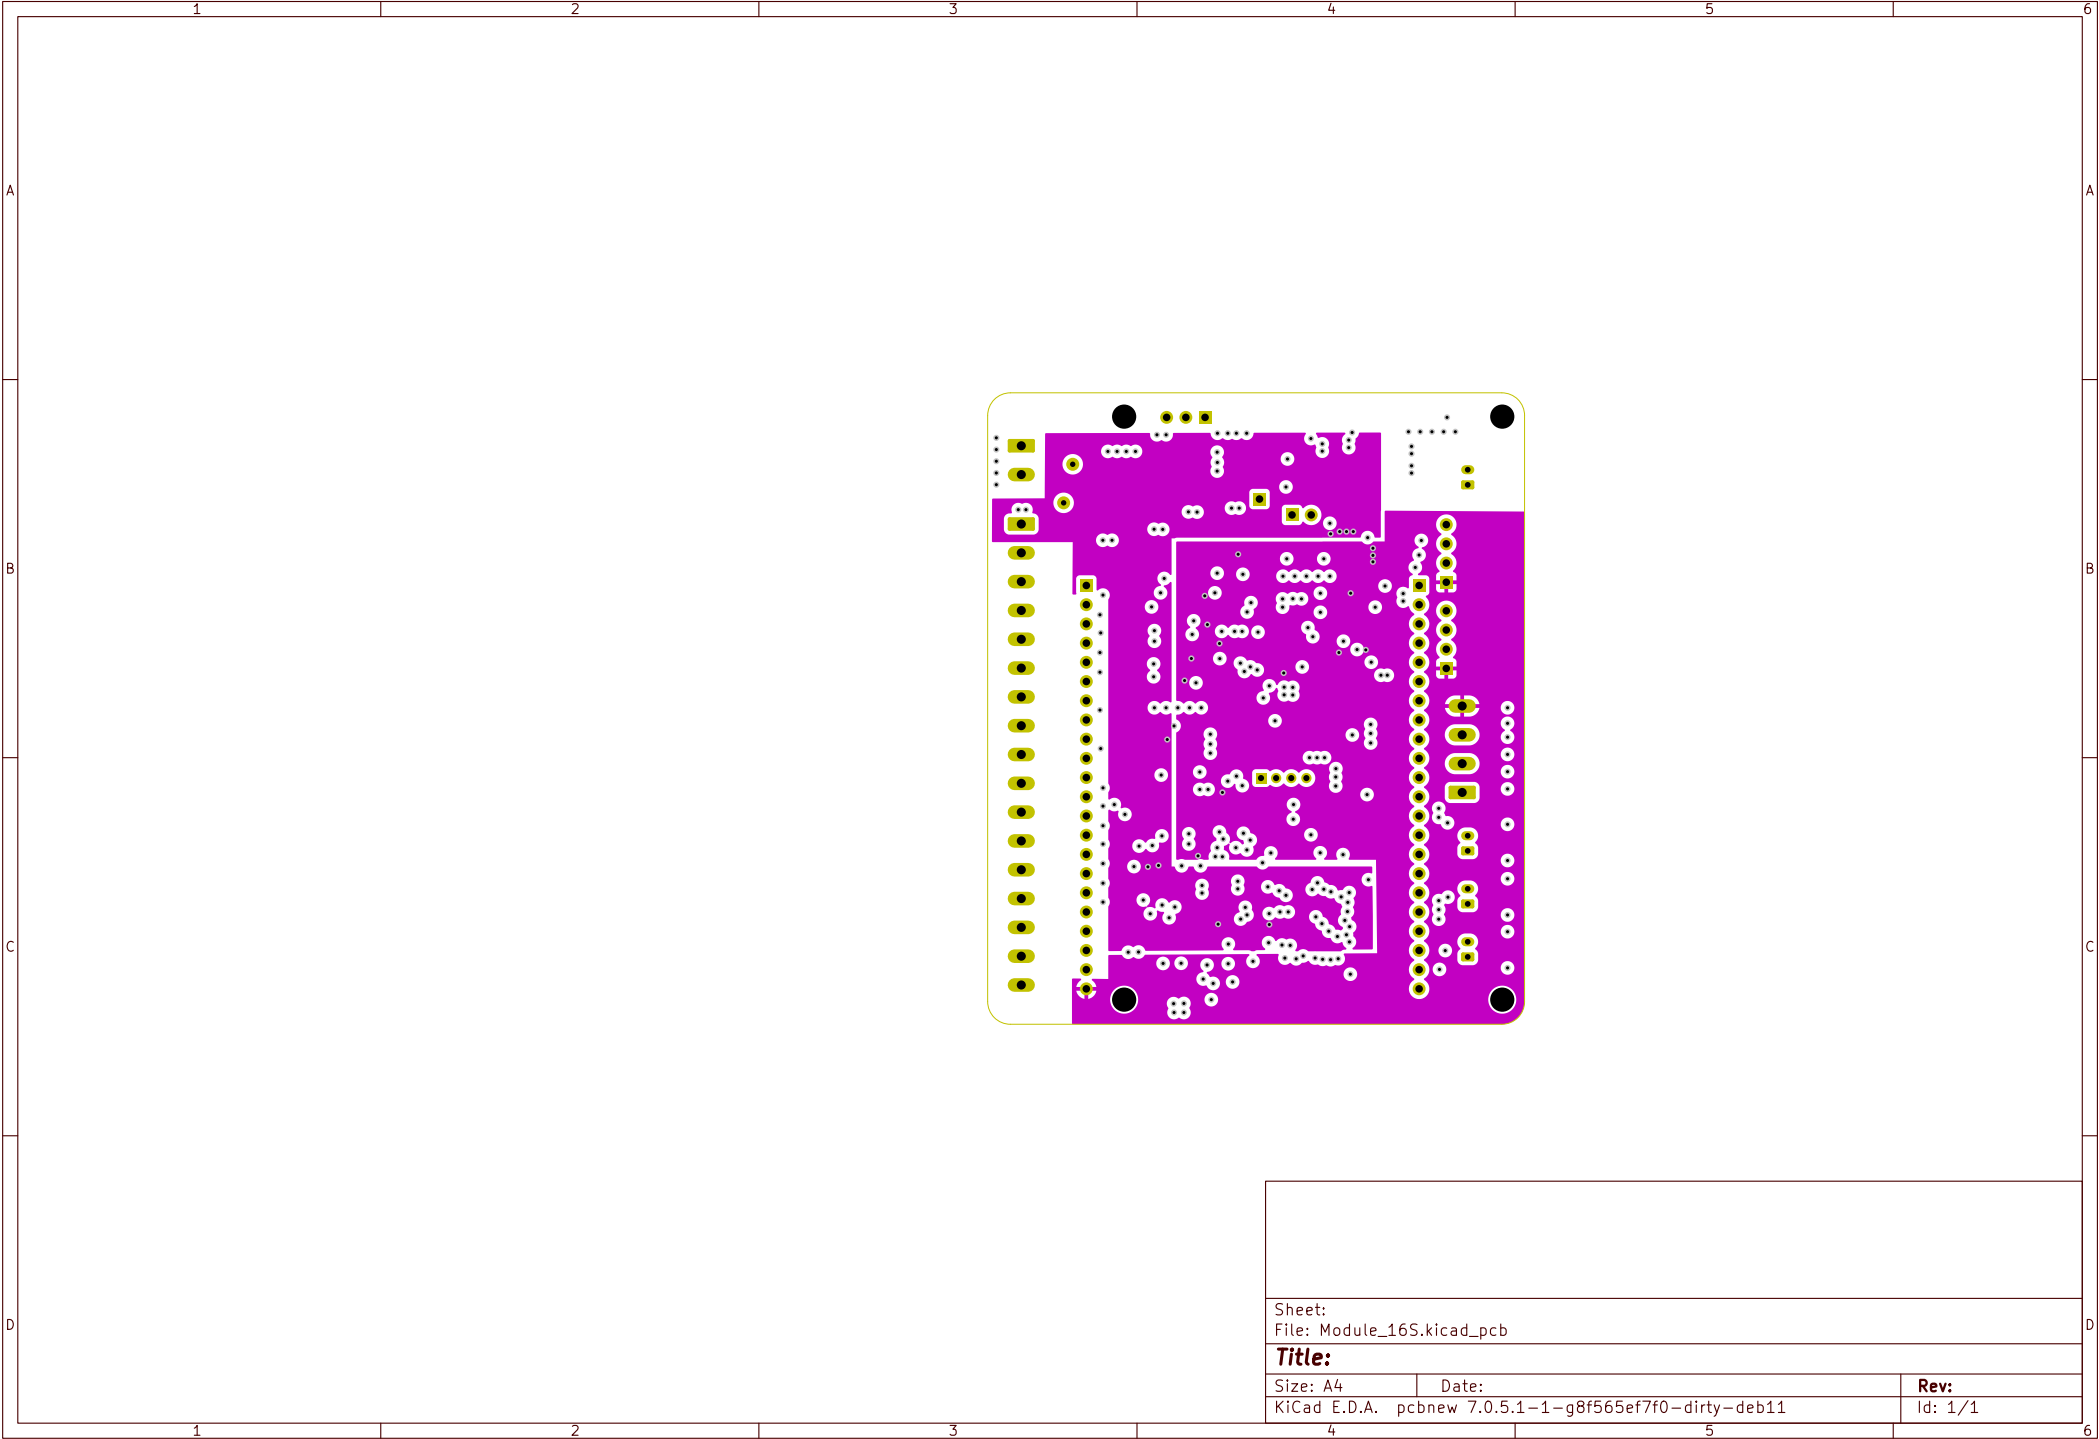 1 2 3 4 5 6
A A
B B
C C
D D
Sheet:
File: Module_16S.kicad_pcb
Title:
Size: A4 Date: Rev:
KiCad E.D.A. pcbnew 7.0.5.1-1-g8f565ef7f0-dirty-deb11 Id: 1/1
1 2 3 4 5 6